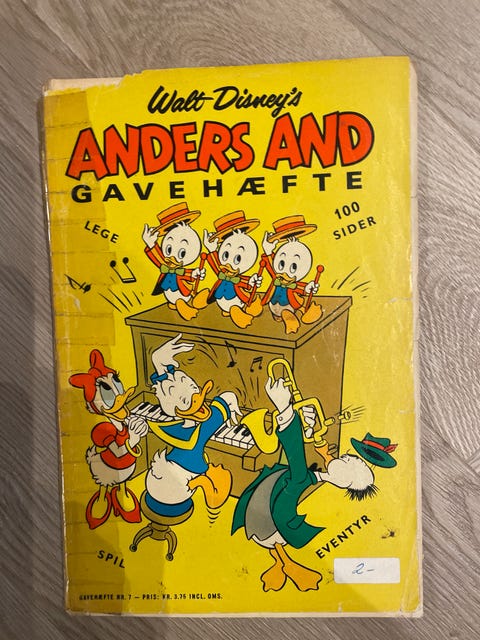 Walt Disney's
ANDERS AND
GAVEHÆFTE
LEGE
100
SIDER
SPIL
EVENTYR
2-
GAVEHÆFTE NR. 7 — PRIS: KR. 3.75 INCL. OMS.